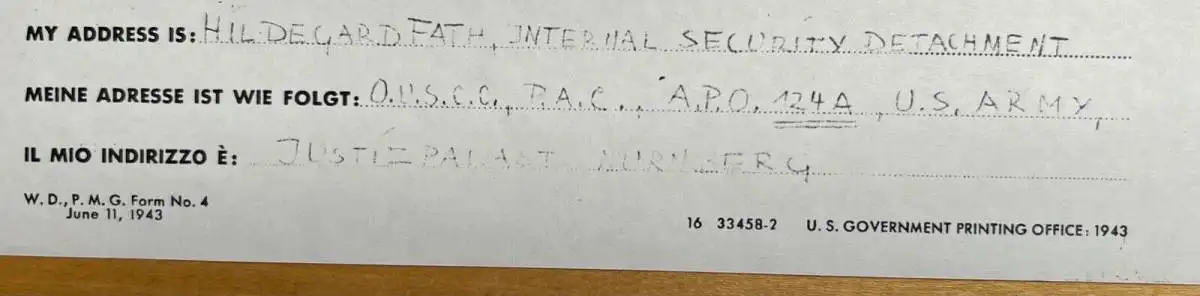 MY ADDRESS IS: HILDEGARD FATH, INTERNAL SECURITY DETACHMENT
MEINE ADRESSE IST WIE FOLGT: O.U.S.C.C., P.A.C., A.P.O. 124A, U.S. ARMY,
IL MIO INDIRIZZO È: JUSTIZPALAST NURNBERG
W. D., P. M. G. Form No. 4
June 11, 1943
16 33458-2 U. S. GOVERNMENT PRINTING OFFICE: 1943